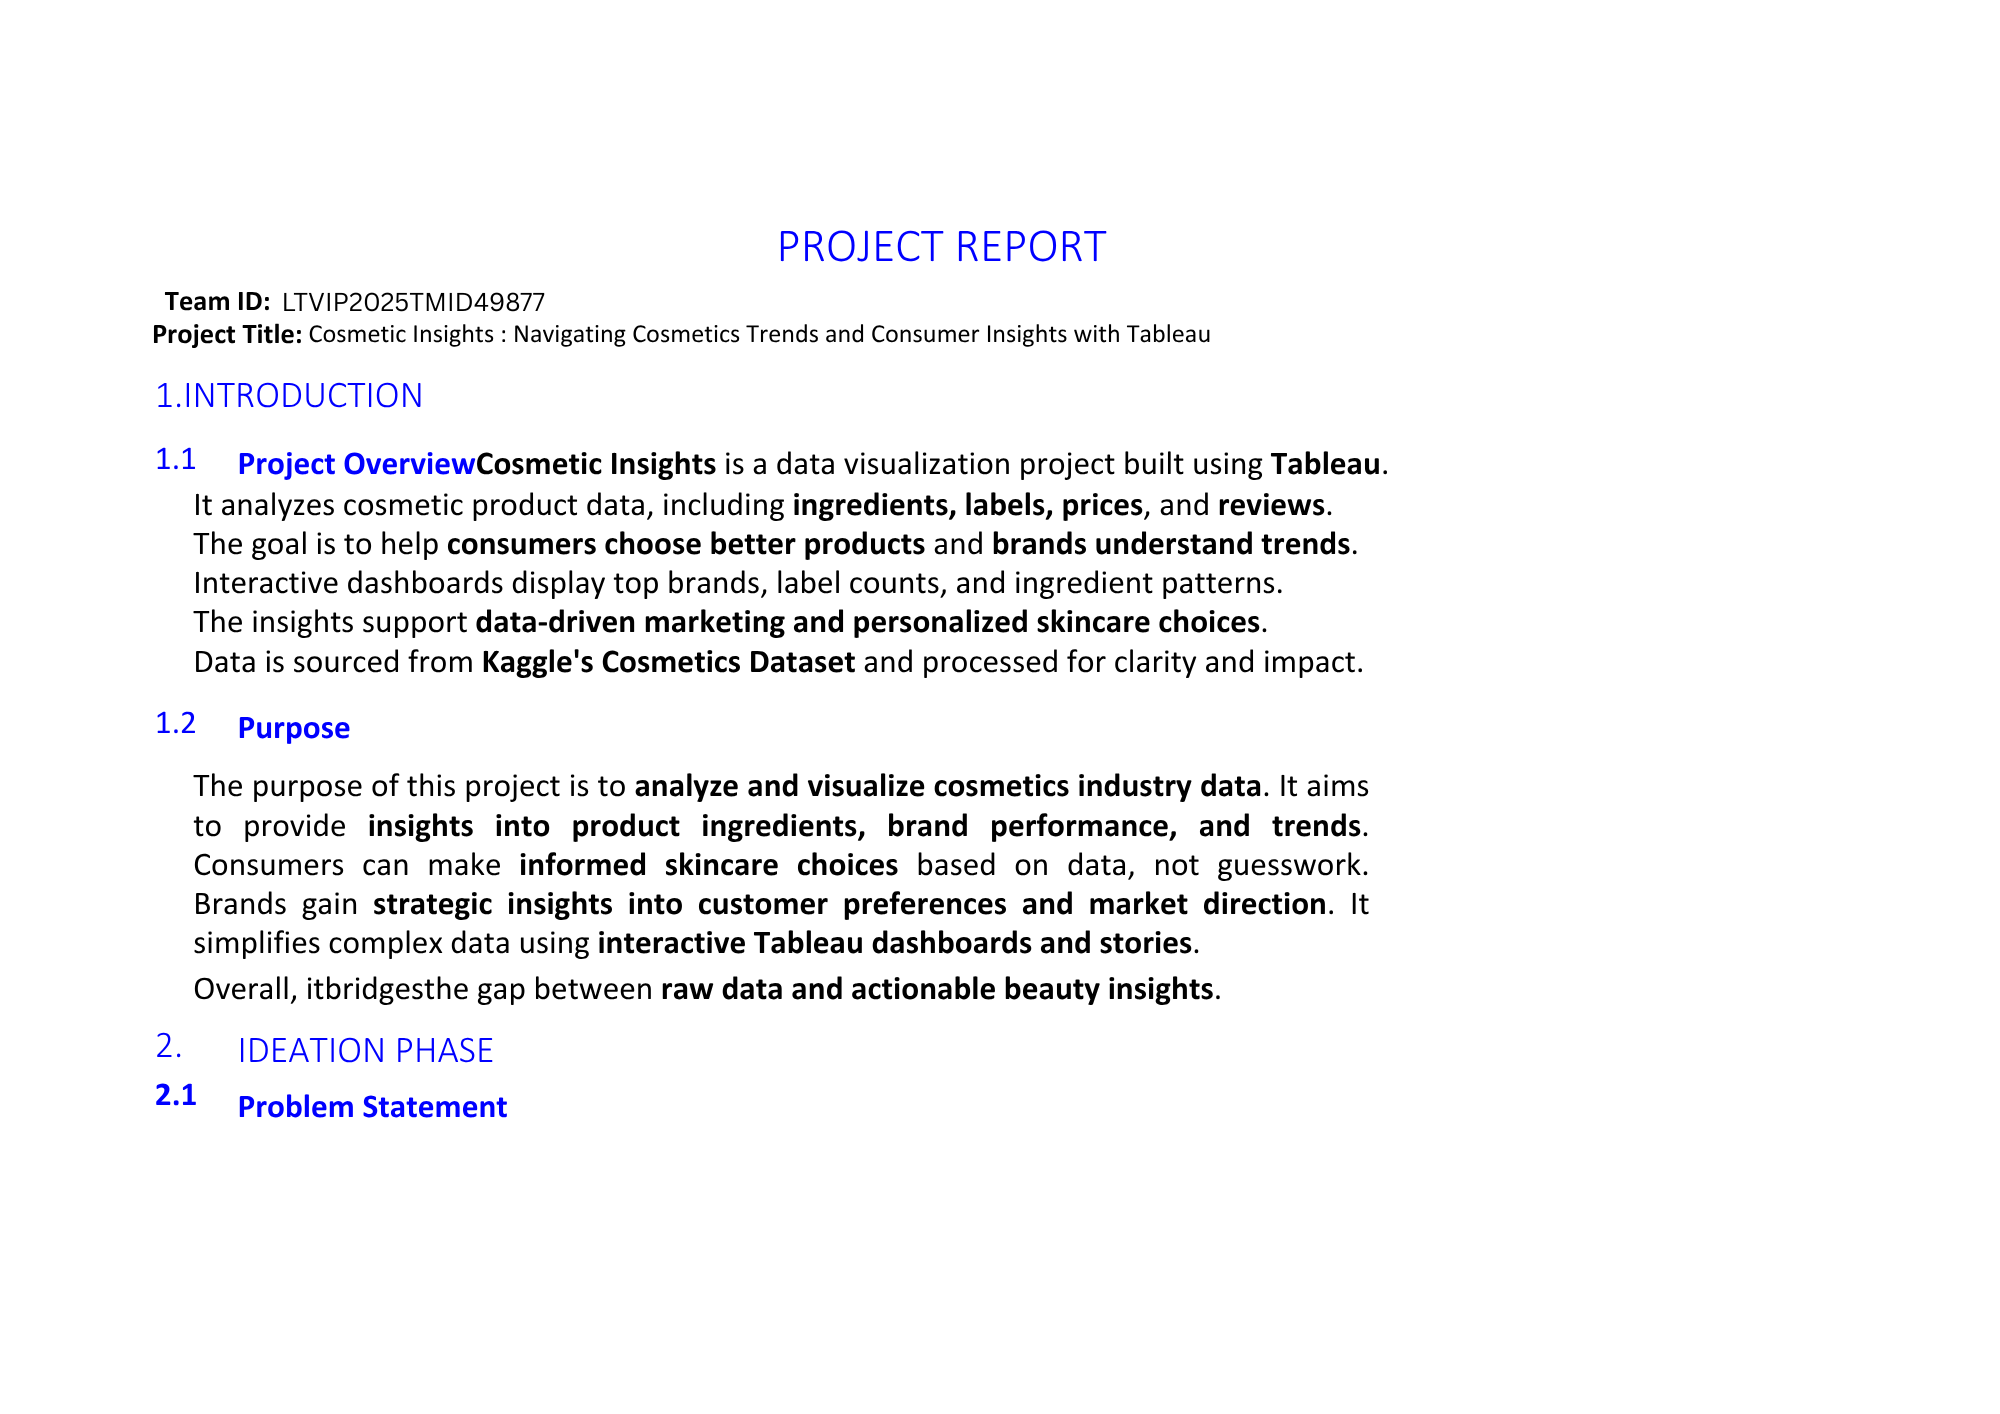 PROJECT REPORT
Team ID: LTVIP2025TMID49877
Project Title: Cosmetic Insights : Navigating Cosmetics Trends and Consumer Insights with Tableau
1.INTRODUCTION
1.1 Project OverviewCosmetic Insights is a data visualization project built using Tableau.
It analyzes cosmetic product data, including ingredients, labels, prices, and reviews.
The goal is to help consumers choose better products and brands understand trends.
Interactive dashboards display top brands, label counts, and ingredient patterns.
The insights support data-driven marketing and personalized skincare choices.
Data is sourced from Kaggle's Cosmetics Dataset and processed for clarity and impact.
1.2 Purpose
The purpose of this project is to analyze and visualize cosmetics industry data. It aims
to provide insights into product ingredients, brand performance, and trends.
Consumers can make informed skincare choices based on data, not guesswork.
Brands gain strategic insights into customer preferences and market direction. It
simplifies complex data using interactive Tableau dashboards and stories.
Overall, itbridgesthe gap between raw data and actionable beauty insights.
2. IDEATION PHASE
2.1 Problem Statement